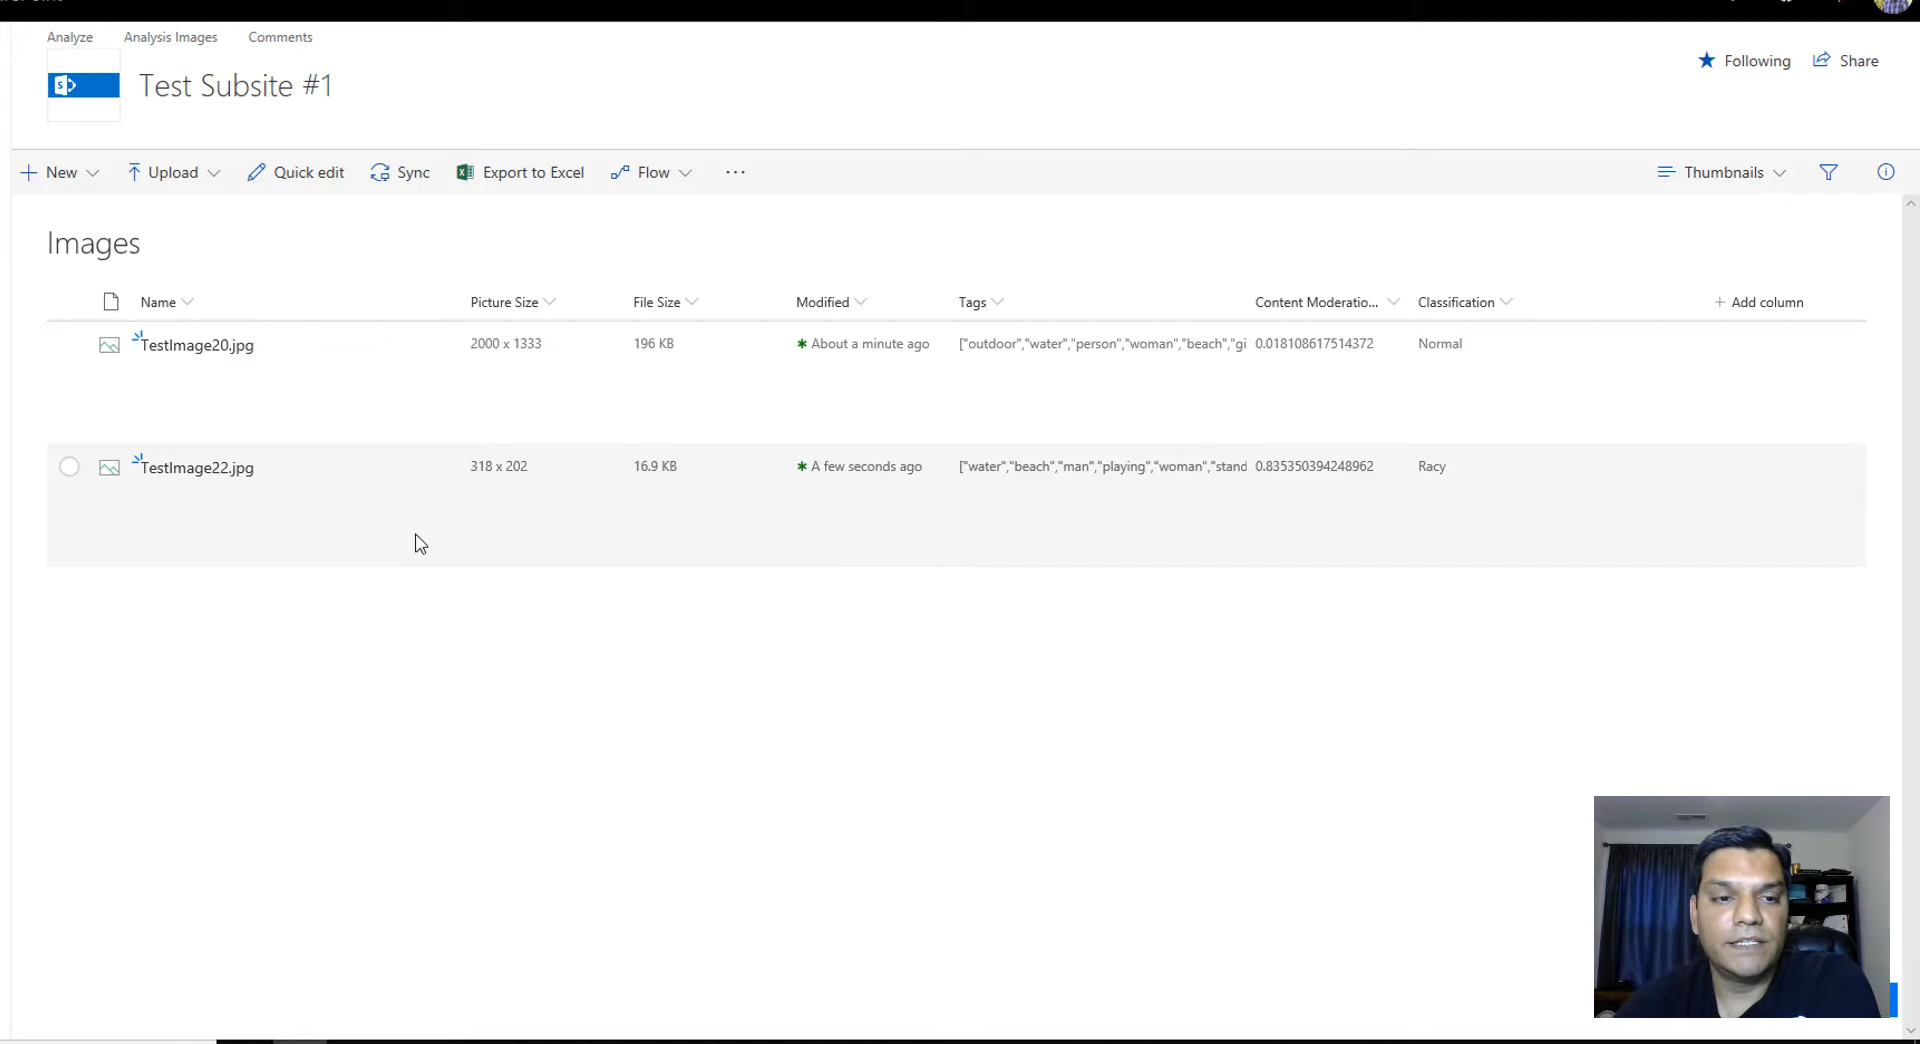 Analyze Analysis Images Comments
Test Subsite #1
Following Share
New Upload Quick edit Sync Export to Excel Flow ··· Thumbnails
Images
Name Picture Size File Size Modified Tags Content Moderatio... Classification + Add column
TestImage20.jpg 2000 x 1333 196 KB About a minute ago ["outdoor","water","person","woman","beach","gi 0.018108617514372 Normal
TestImage22.jpg 318 x 202 16.9 KB A few seconds ago ["water","beach","man","playing","woman","stand 0.835350394248962 Racy